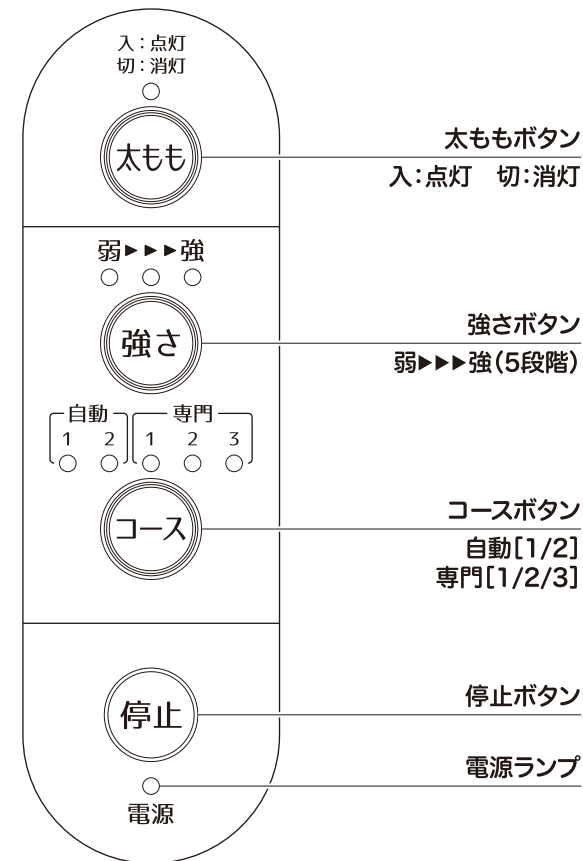 入：点灯
切：消灯
太もも
太ももボタン
入：点灯　切：消灯
弱▶▶▶強
強さ
強さボタン
弱▶▶▶強（5段階）
自動 専門
1 2 1 2 3
コース
コースボタン
自動［1/2］
専門［1/2/3］
停止
停止ボタン
電源ランプ
電源